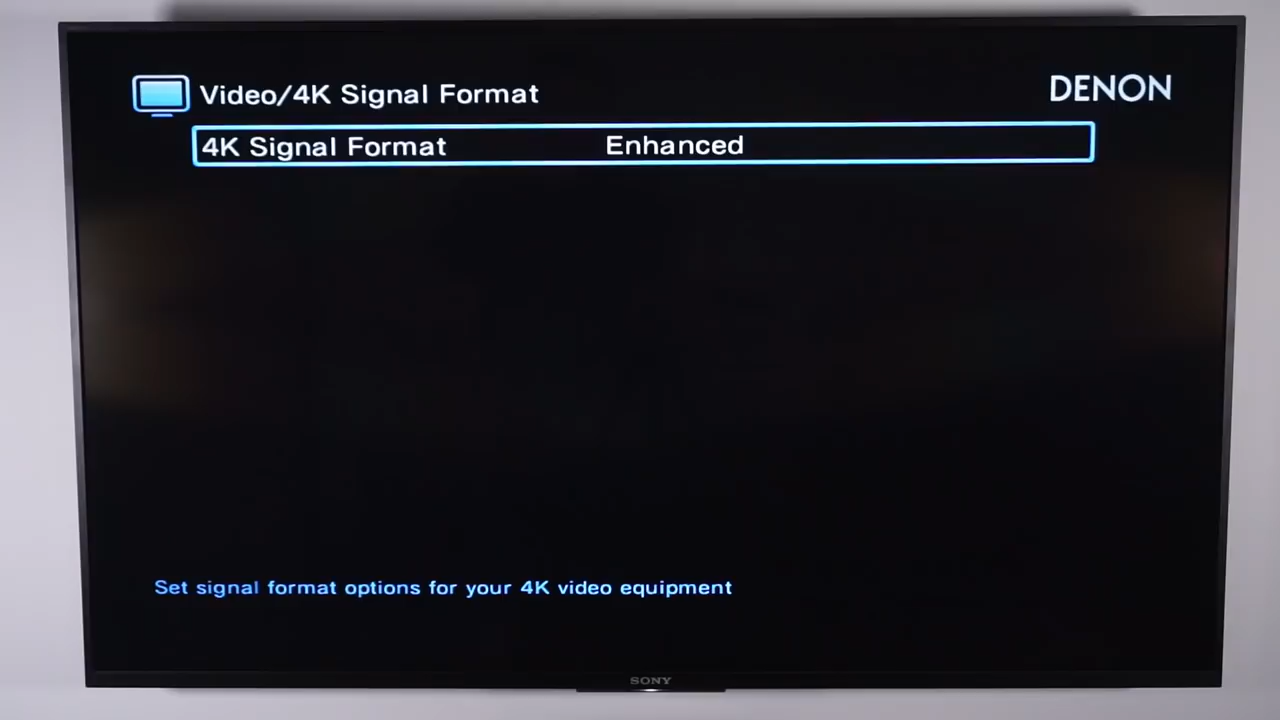 Video/4K Signal Format
DENON
4K Signal Format Enhanced
Set signal format options for your 4K video equipment
SONY